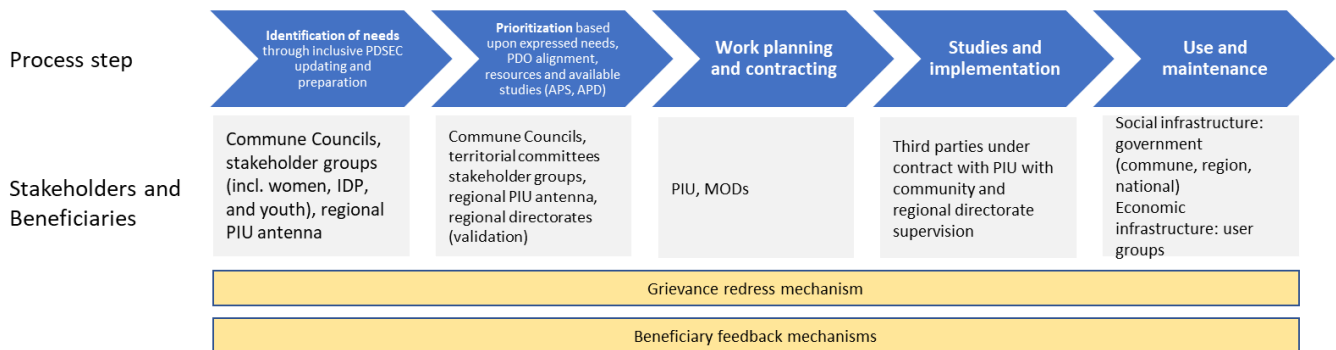 Process step
Identification of needs
through inclusive PDSEC
updating and
preparation
Prioritization based
upon expressed needs,
PDO alignment,
resources and available
studies (APS, APD)
Work planning
and contracting
Studies and
implementation
Use and
maintenance
Stakeholders and
Beneficiaries
Commune Councils,
stakeholder groups
(incl. women, IDP,
and youth), regional
PIU antenna
Commune Councils,
territorial committees
stakeholder groups,
regional PIU antenna,
regional directorates
(validation)
PIU, MODs
Third parties under
contract with PIU with
community and
regional directorate
supervision
Social infrastructure:
government
(commune, region,
national)
Economic
infrastructure: user
groups
Grievance redress mechanism
Beneficiary feedback mechanisms